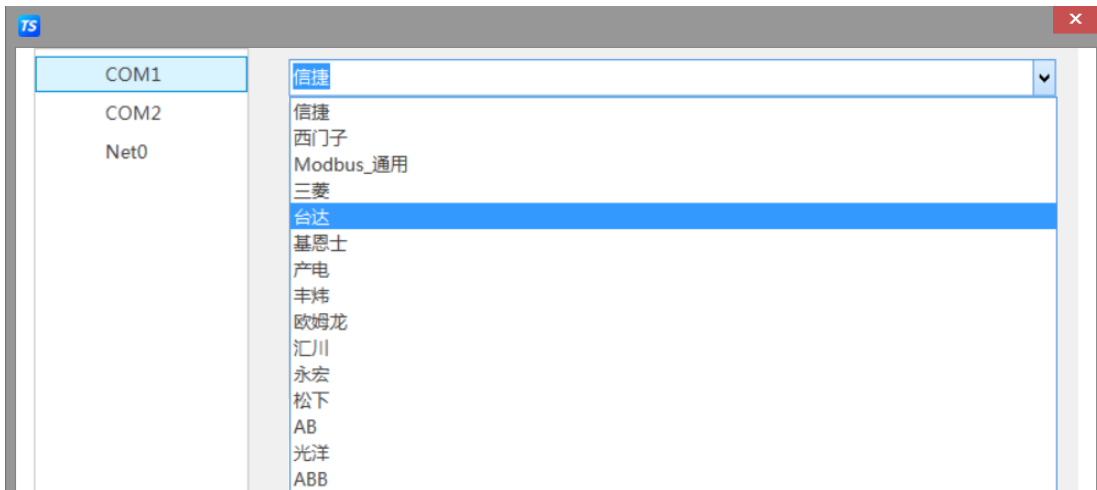 TS
COM1
COM2
Net0
信捷
信捷
西门子
Modbus_通用
三菱
台达
基恩士
产电
丰炜
欧姆龙
汇川
永宏
松下
AB
光洋
ABB